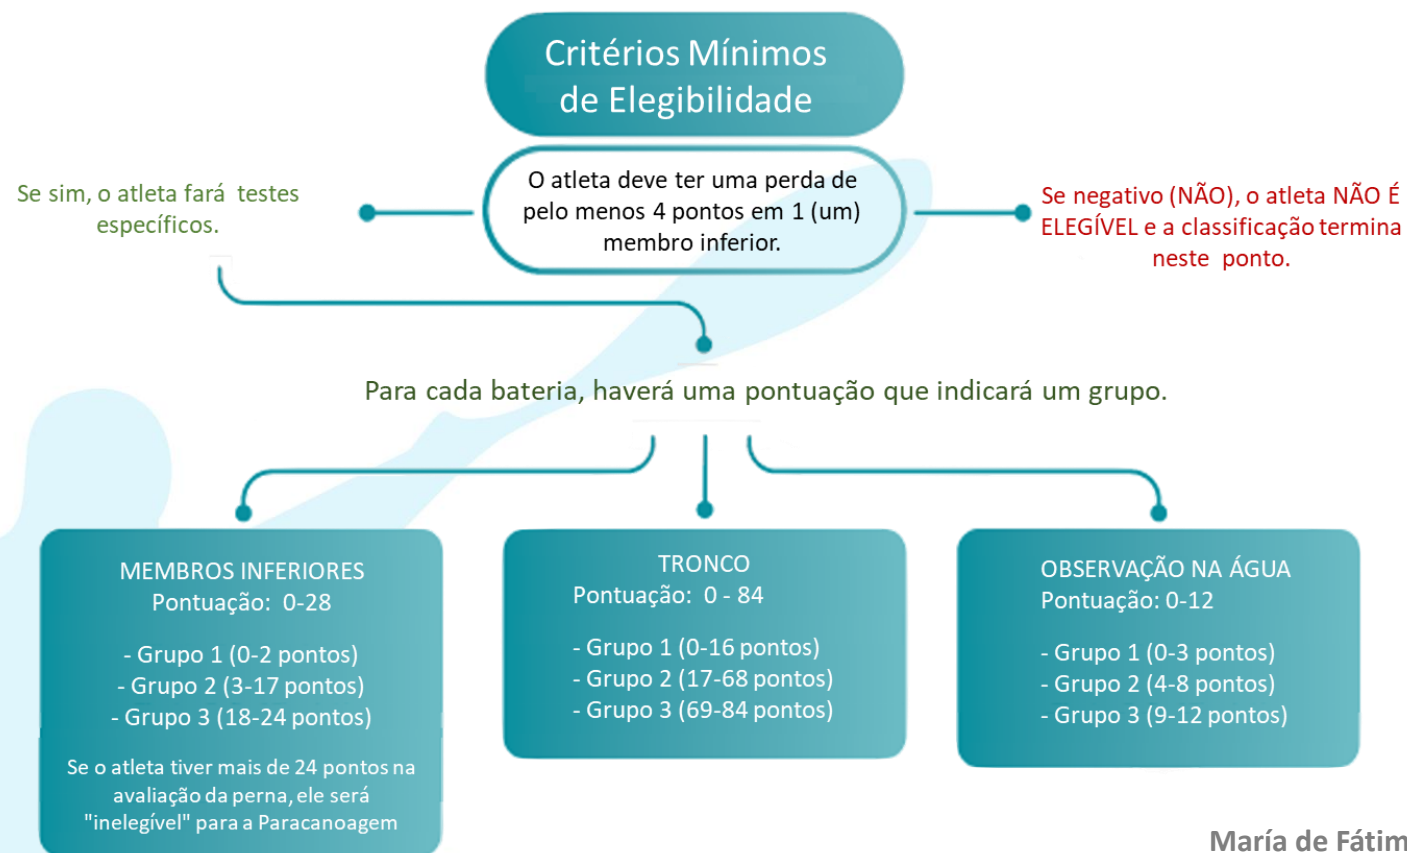 Critérios Mínimos
de Elegibilidade
O atleta deve ter uma perda de
pelo menos 4 pontos em 1 (um)
membro inferior.
Se sim, o atleta fará testes
específicos.
Se negativo (NÃO), o atleta NÃO É
ELEGÍVEL e a classificação termina
neste ponto.
Para cada bateria, haverá uma pontuação que indicará um grupo.
MEMBROS INFERIORES
Pontuação: 0-28
- Grupo 1 (0-2 pontos)
- Grupo 2 (3-17 pontos)
- Grupo 3 (18-24 pontos)
Se o atleta tiver mais de 24 pontos na
avaliação da perna, ele será
"inelegível" para a Paracanoagem
TRONCO
Pontuação: 0 - 84
- Grupo 1 (0-16 pontos)
- Grupo 2 (17-68 pontos)
- Grupo 3 (69-84 pontos)
OBSERVAÇÃO NA ÁGUA
Pontuação: 0-12
- Grupo 1 (0-3 pontos)
- Grupo 2 (4-8 pontos)
- Grupo 3 (9-12 pontos)
María de Fátim